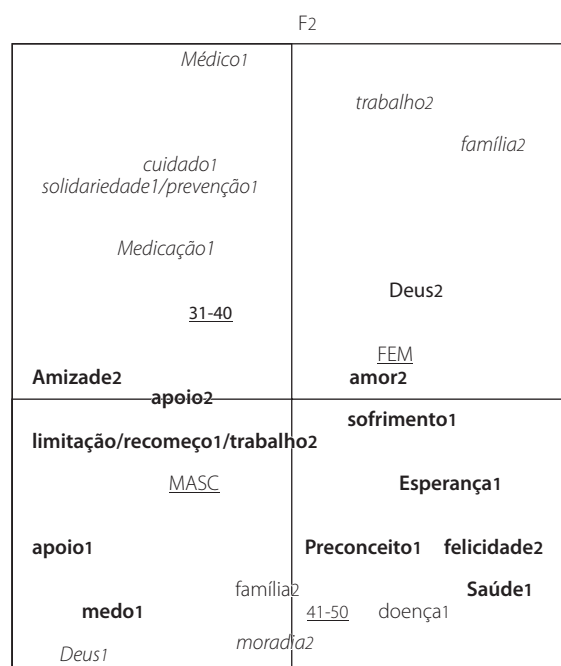 F2
Médico1
trabalho2
família2
cuidado1
solidariedade1/prevenção1
Medicação1
Deus2
31-40
FEM
Amizade2
amor2
apoio2
sofrimento1
limitação/recomeço1/trabalho2
MASC
Esperança1
apoio1
Preconceito1
felicidade2
família2
Saúde1
medo1
41-50
doença1
moradia2
Deus1